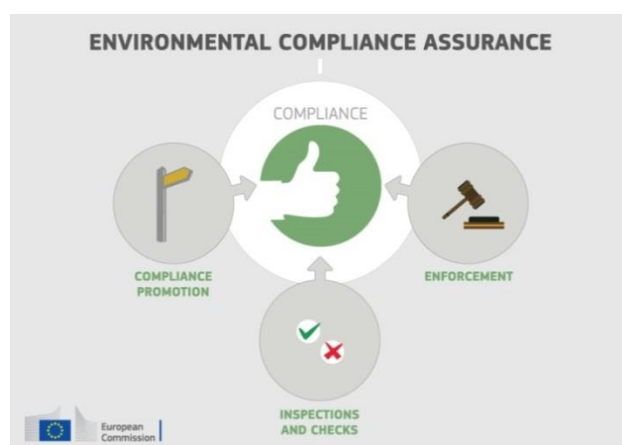 ENVIRONMENTAL COMPLIANCE ASSURANCE
COMPLIANCE
COMPLIANCE
PROMOTION
ENFORCEMENT
INSPECTIONS
AND CHECKS
European
Commission